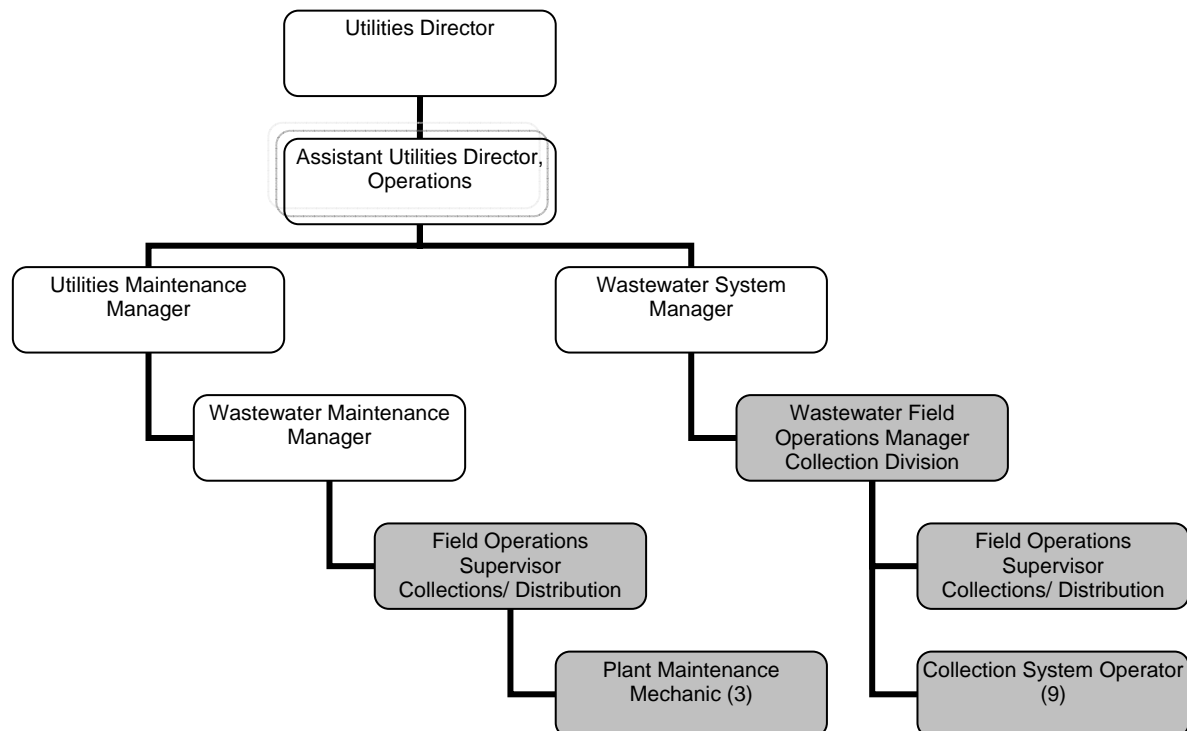 Utilities Director
Assistant Utilities Director,
Operations
Utilities Maintenance
Manager
Wastewater System
Manager
Wastewater Maintenance
Manager
Wastewater Field
Operations Manager
Collection Division
Field Operations
Supervisor
Collections/ Distribution
Field Operations
Supervisor
Collections/ Distribution
Plant Maintenance
Mechanic (3)
Collection System Operator
(9)